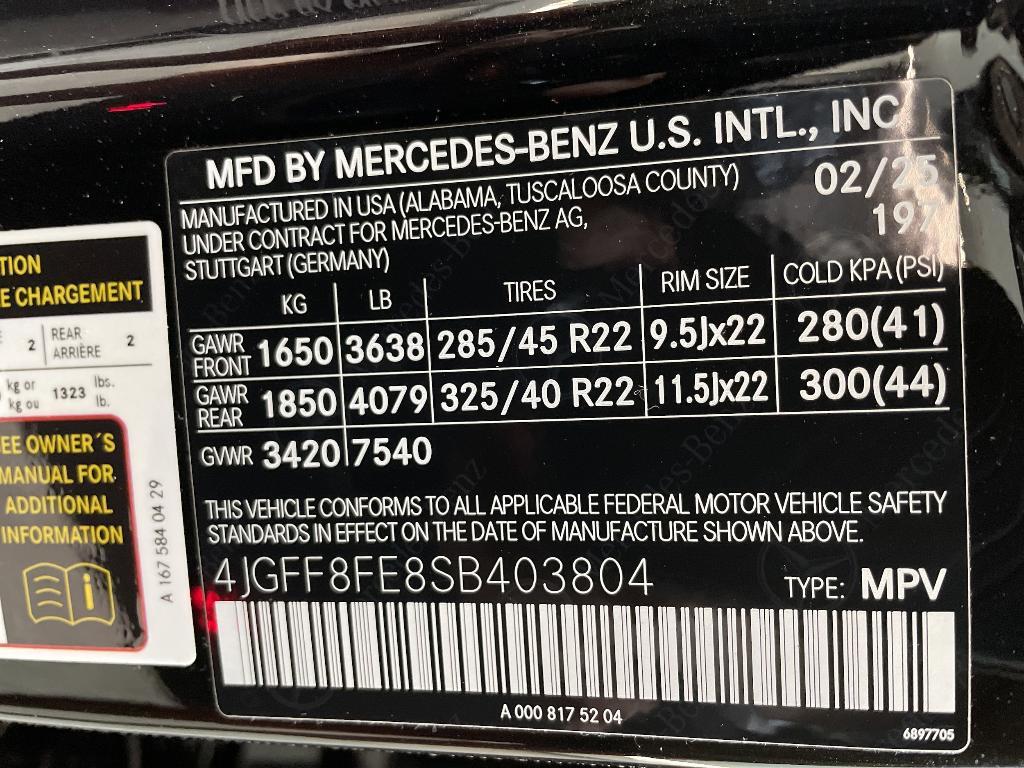 MFD BY MERCEDES-BENZ U.S. INTL., INC
MANUFACTURED IN USA (ALABAMA, TUSCALOOSA COUNTY)
UNDER CONTRACT FOR MERCEDES-BENZ AG,
STUTTGART (GERMANY)
02/25
197
KG LB TIRES RIM SIZE COLD KPA (PSI)
GAWR FRONT 1650 3638 285/45 R22 9.5Jx22 280(41)
GAWR REAR 1850 4079 325/40 R22 11.5Jx22 300(44)
GVWR 3420 7540
THIS VEHICLE CONFORMS TO ALL APPLICABLE FEDERAL MOTOR VEHICLE SAFETY
STANDARDS IN EFFECT ON THE DATE OF MANUFACTURE SHOWN ABOVE.
4JGFF8FE8SB403804 TYPE: MPV
A 000 817 52 04
6897705
TION
E CHARGEMENT
2 REAR ARRIÈRE 2
kg or
kg ou 1323 lbs.
lb.
EE OWNER´S
MANUAL FOR
ADDITIONAL
INFORMATION
A 167 584 04 29